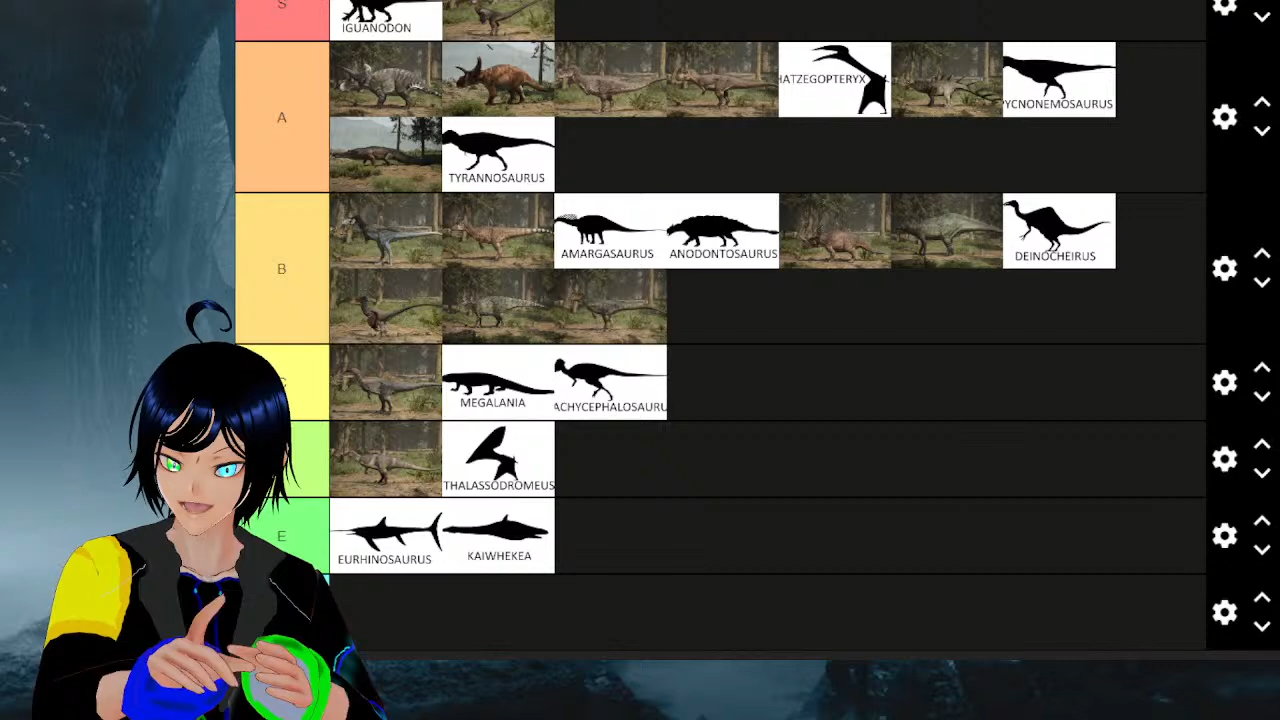 S
IGUANODON
A
HATZEGOPTERYX
YCNONEMOSAURUS
TYRANNOSAURUS
B
AMARGASAURUS
ANODONTOSAURUS
DEINOCHEIRUS
MEGALANIA
ACHYCEPHALOSAURU
THALASSODROMEUS
E
EURHINOSAURUS
KAIWHEKEA